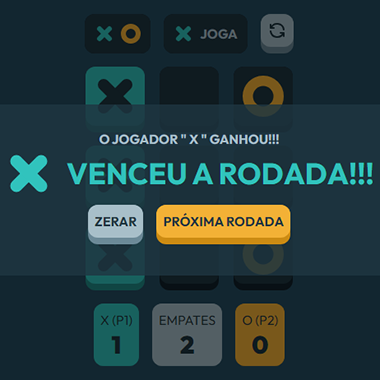 JOGA
O JOGADOR " X " GANHOU!!!
VENCEU A RODADA!!!
ZERAR
PRÓXIMA RODADA
X (P1)
1
EMPATES
2
O (P2)
0